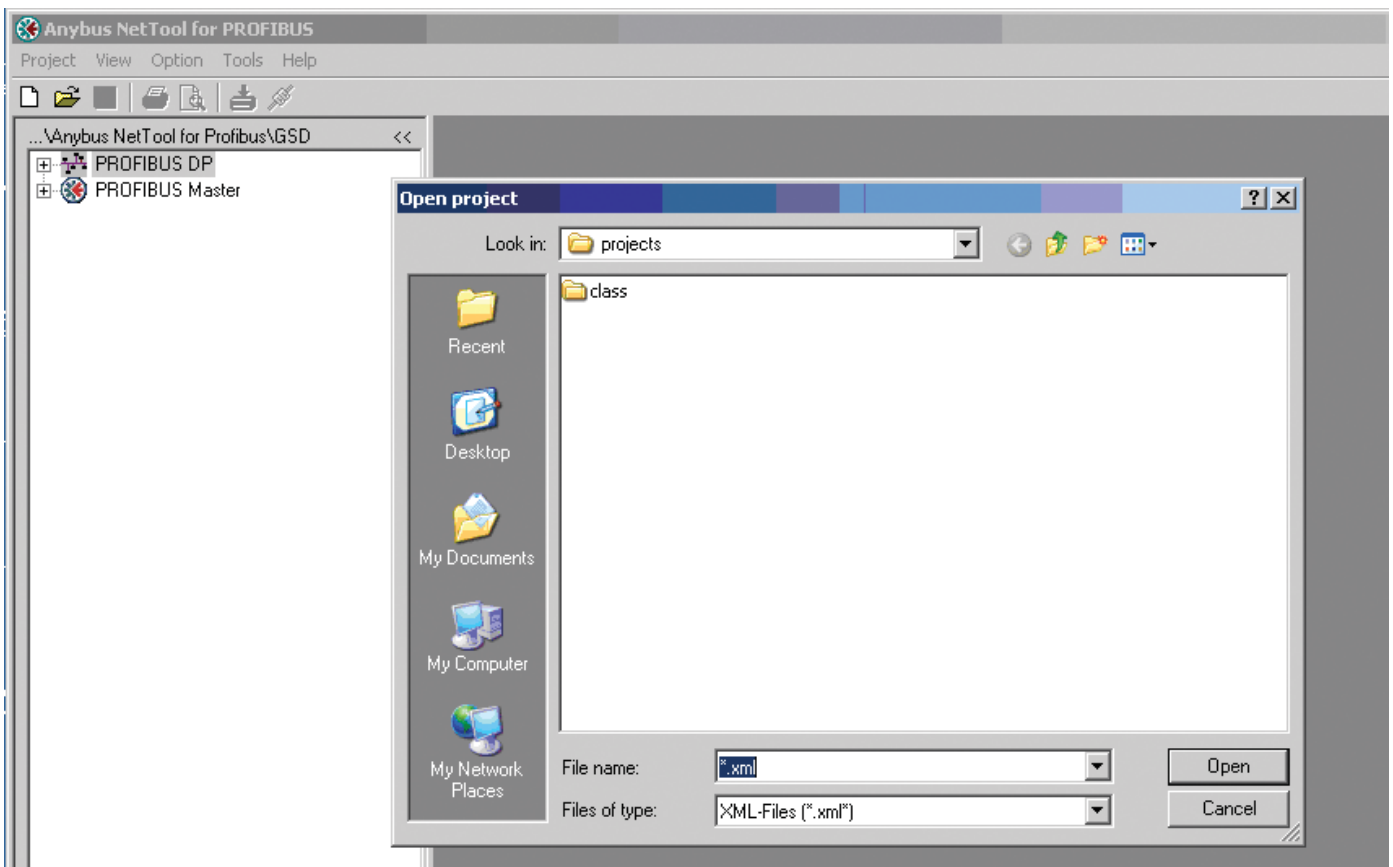 Anybus NetTool for PROFIBUS
Project View Option Tools Help
...\Anybus NetTool for Profibus\GSD <<
PROFIBUS DP
PROFIBUS Master
Open project
Look in: projects
class
Recent
Desktop
My Documents
My Computer
My Network
Places
File name: *.xml Open
Files of type: XML-Files (*.xml*) Cancel